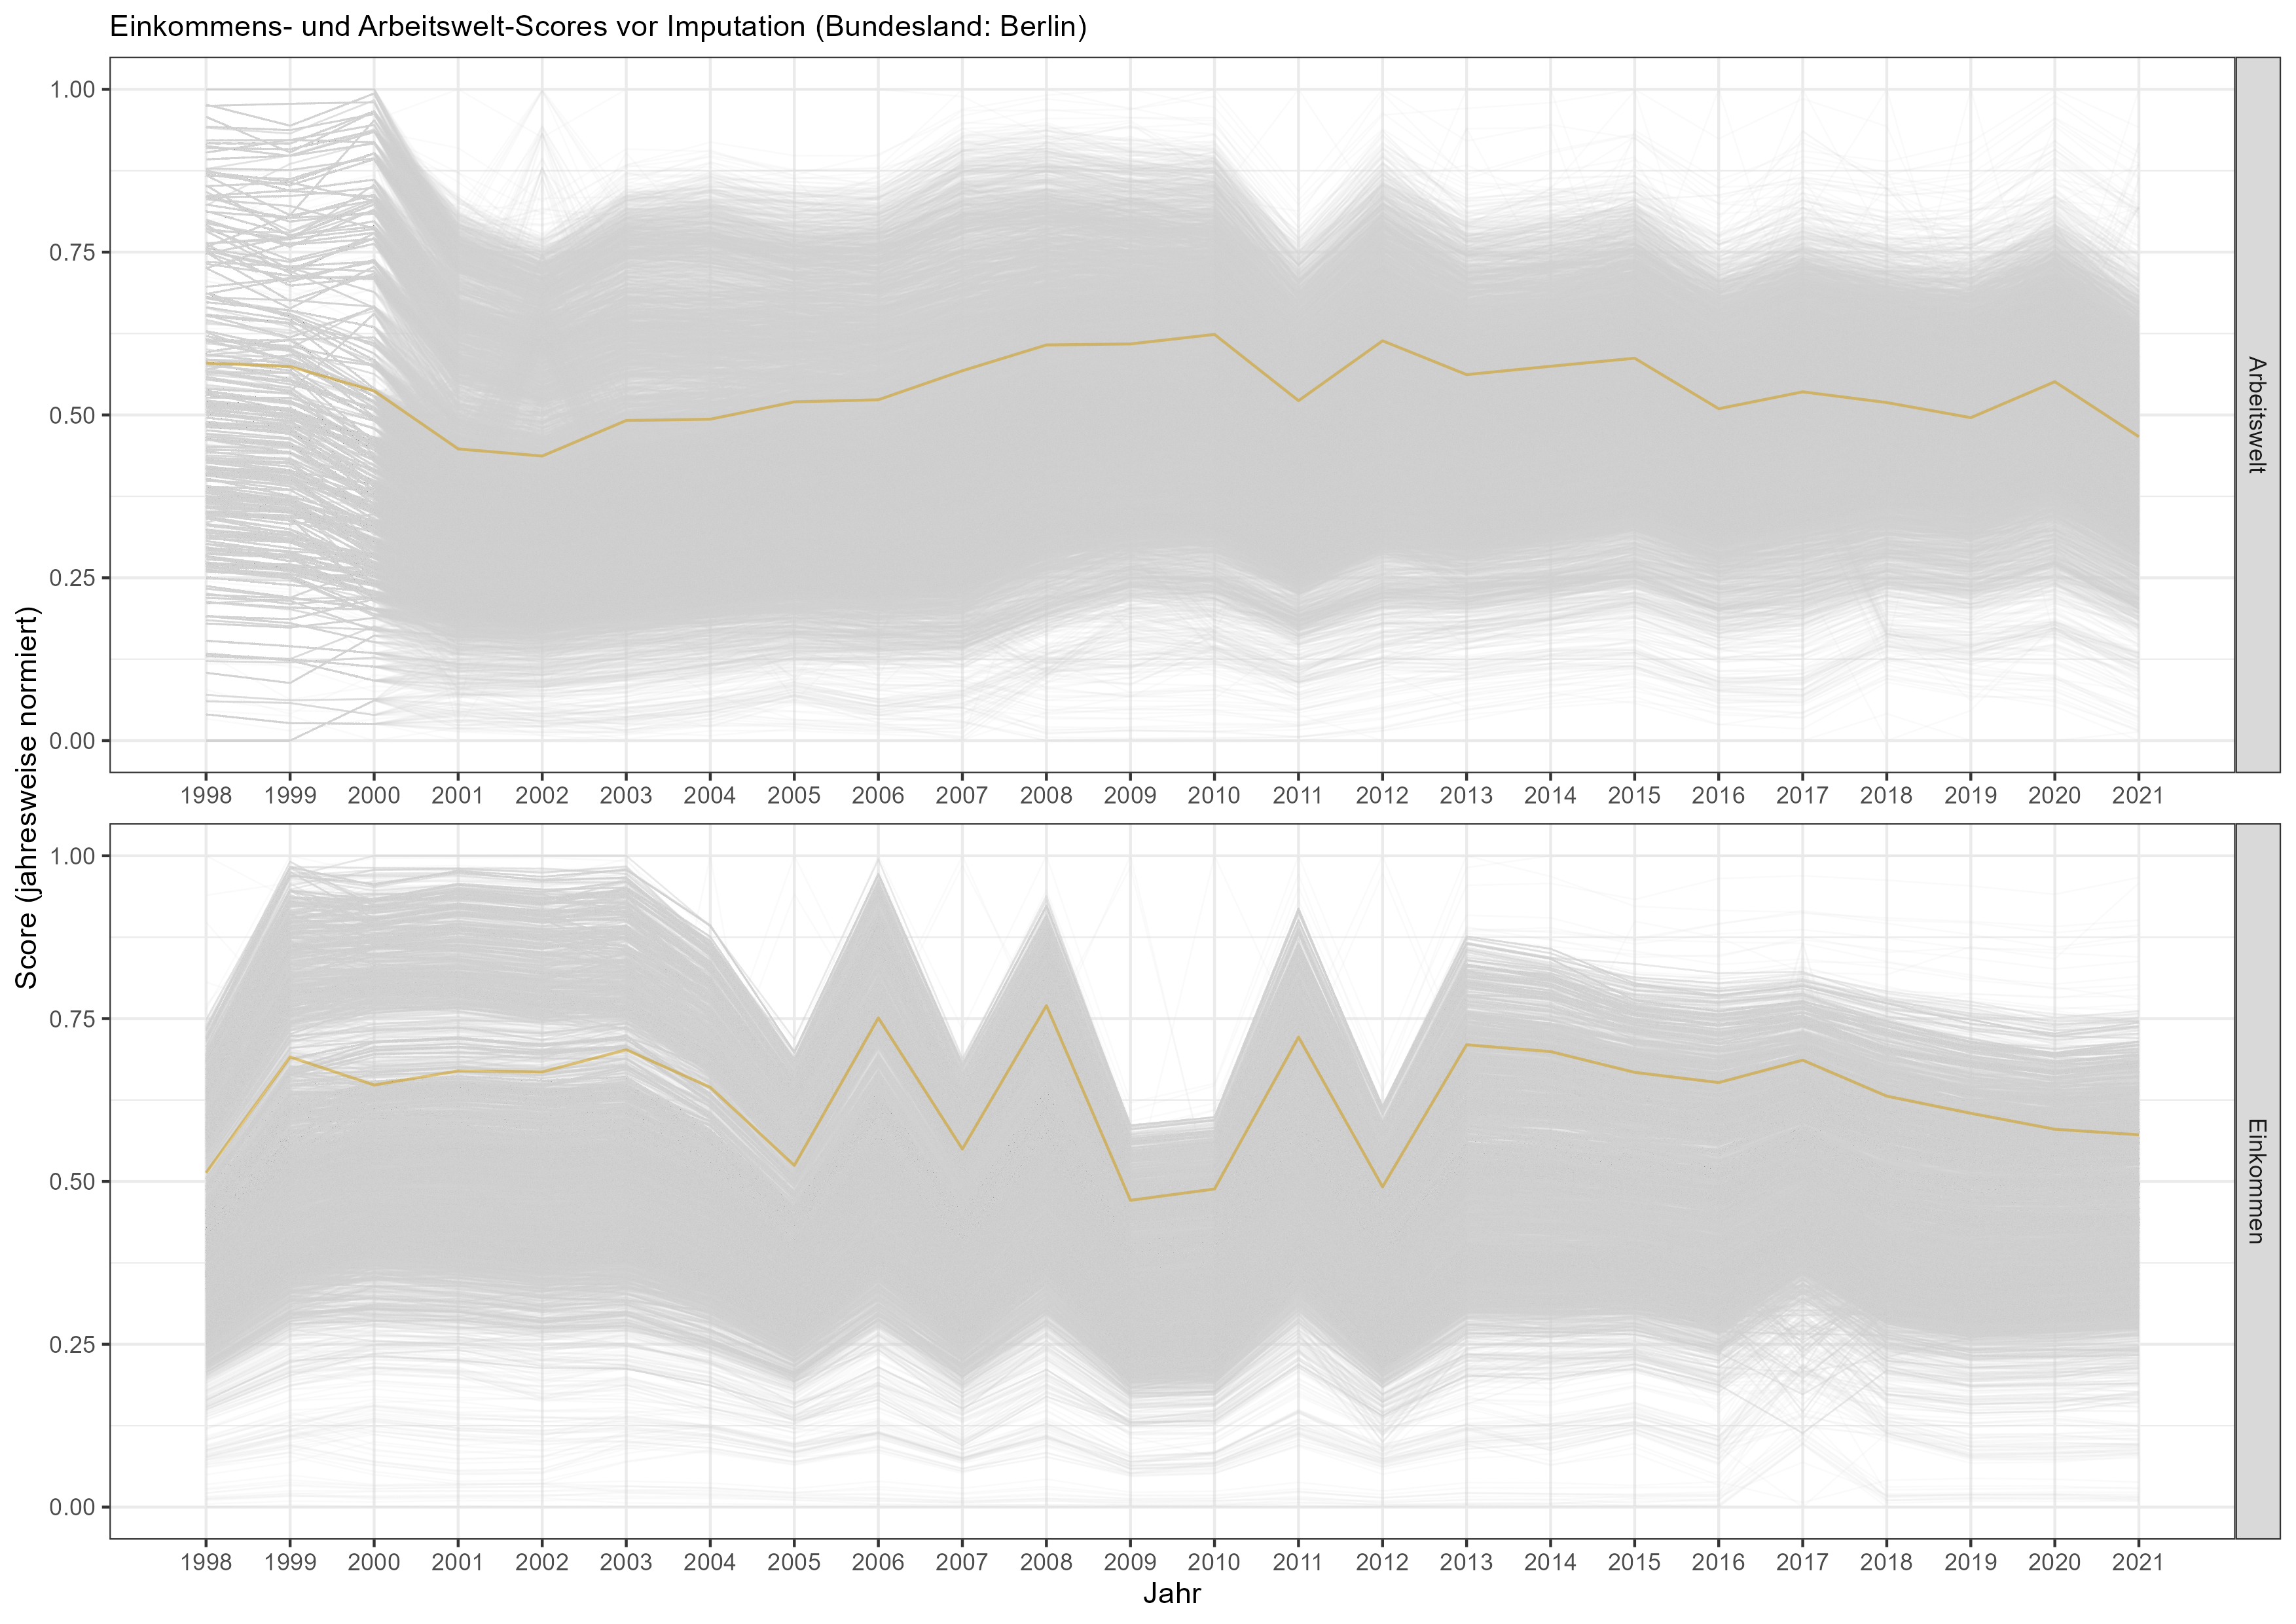 Einkommens- und Arbeitswelt-Scores vor Imputation (Bundesland: Berlin)
Score (jahresweise normiert)
1.00
0.75
0.50
0.25
0.00
Arbeitswelt
1998 1999 2000 2001 2002 2003 2004 2005 2006 2007 2008 2009 2010 2011 2012 2013 2014 2015 2016 2017 2018 2019 2020 2021
1.00
0.75
0.50
0.25
0.00
Einkommen
1998 1999 2000 2001 2002 2003 2004 2005 2006 2007 2008 2009 2010 2011 2012 2013 2014 2015 2016 2017 2018 2019 2020 2021
Jahr